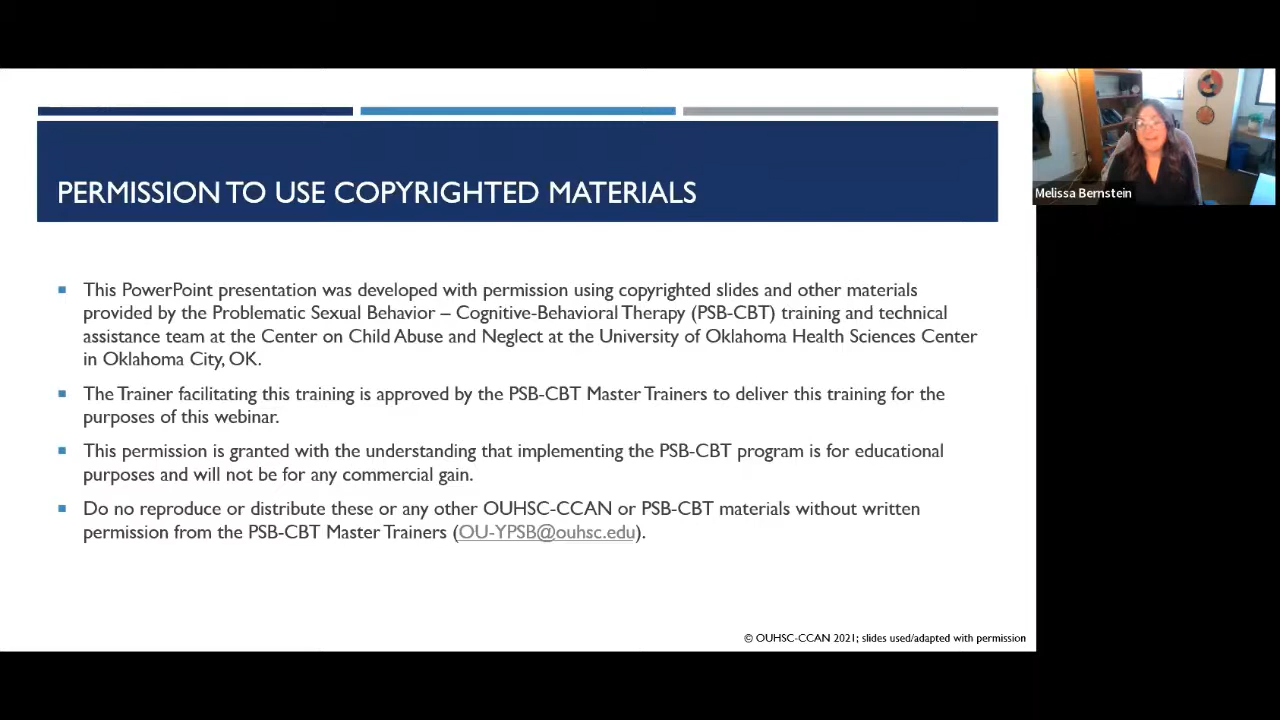 PERMISSION TO USE COPYRIGHTED MATERIALS
Melissa Bernstein
▪ This PowerPoint presentation was developed with permission using copyrighted slides and other materials
provided by the Problematic Sexual Behavior – Cognitive-Behavioral Therapy (PSB-CBT) training and technical
assistance team at the Center on Child Abuse and Neglect at the University of Oklahoma Health Sciences Center
in Oklahoma City, OK.
▪ The Trainer facilitating this training is approved by the PSB-CBT Master Trainers to deliver this training for the
purposes of this webinar.
▪ This permission is granted with the understanding that implementing the PSB-CBT program is for educational
purposes and will not be for any commercial gain.
▪ Do no reproduce or distribute these or any other OUHSC-CCAN or PSB-CBT materials without written
permission from the PSB-CBT Master Trainers (OU-YPSB@ouhsc.edu).
© OUHSC-CCAN 2021; slides used/adapted with permission